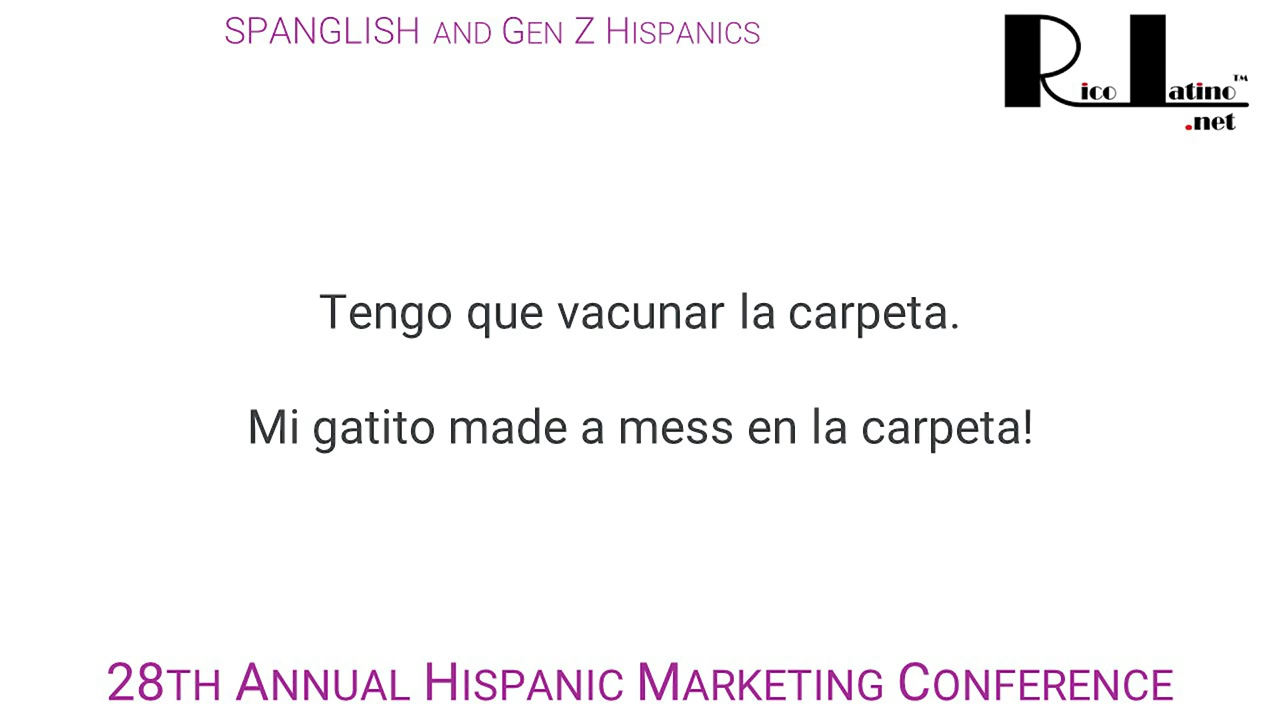 SPANGLISH AND GEN Z HISPANICS
Rico Latino™
.net
Tengo que vacunar la carpeta.
Mi gatito made a mess en la carpeta!
28TH ANNUAL HISPANIC MARKETING CONFERENCE